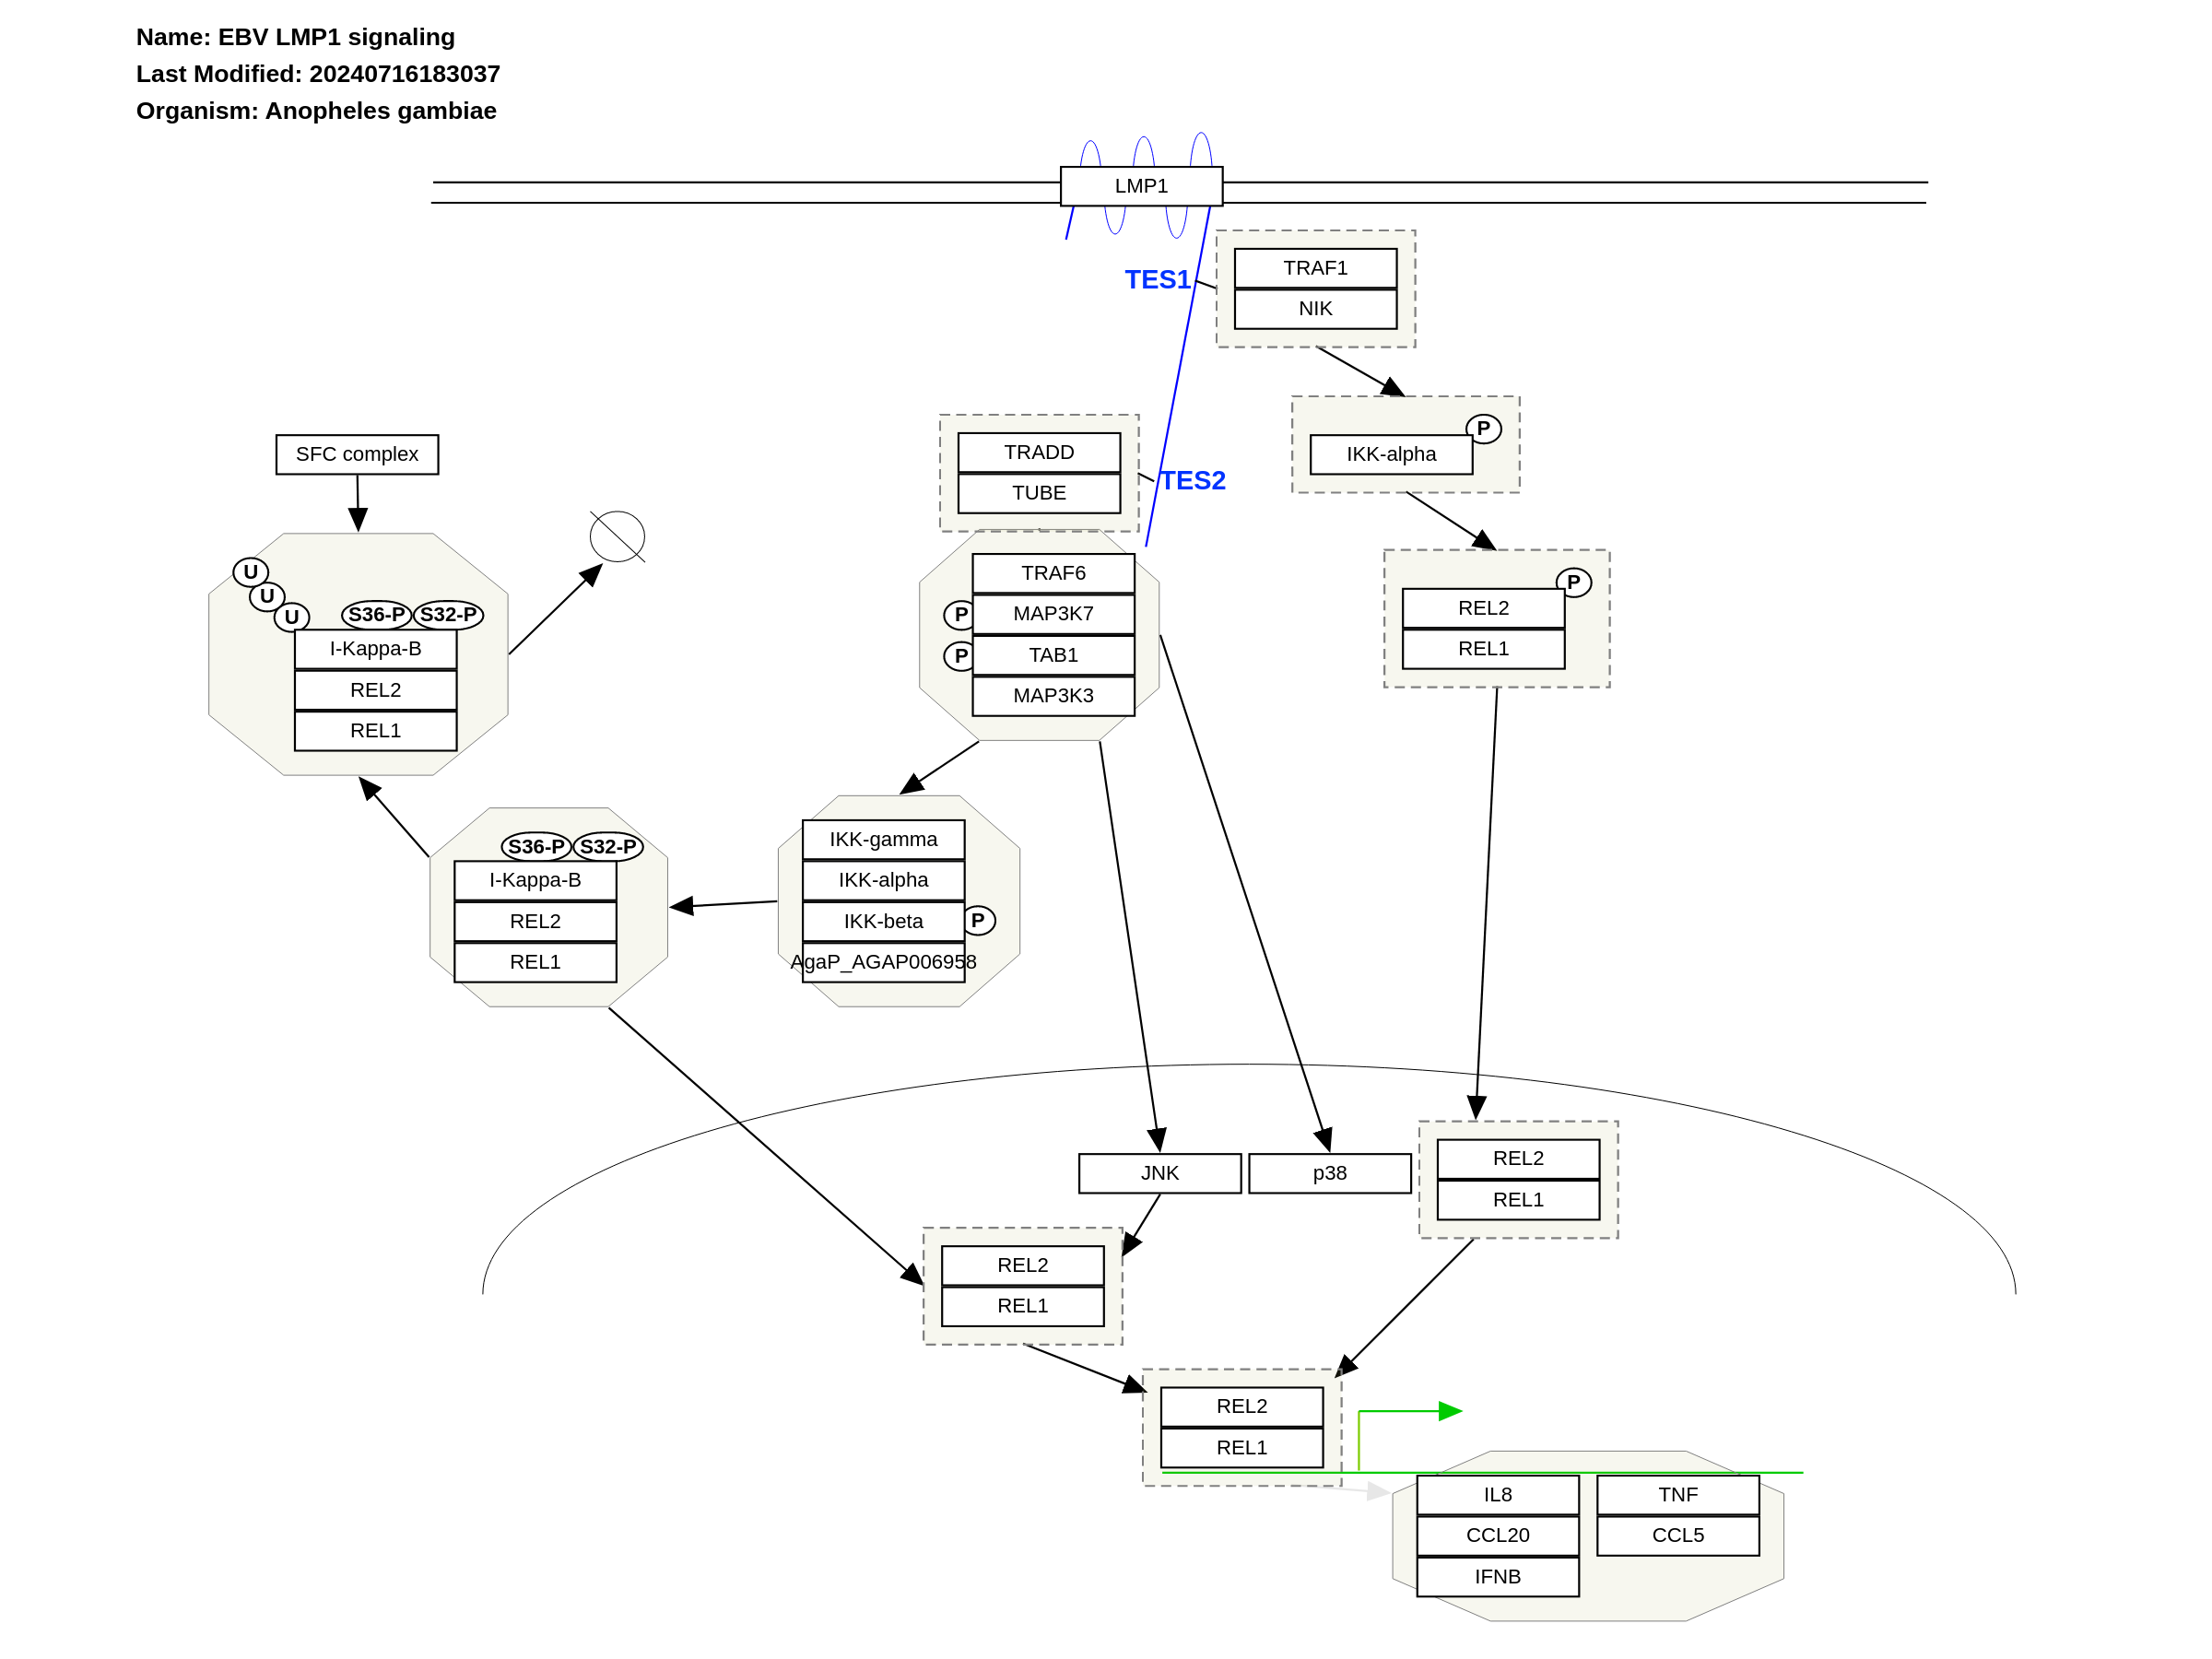 Name: EBV LMP1 signaling
Last Modified: 20240716183037
Organism: Anopheles gambiae
LMP1
TES1
TRAF1
NIK
P
IKK-alpha
TRADD
TUBE
TES2
SFC complex
U
U
U
S36-P
S32-P
I-Kappa-B
REL2
REL1
TRAF6
P
MAP3K7
P
TAB1
MAP3K3
P
REL2
REL1
S36-P
S32-P
I-Kappa-B
REL2
REL1
IKK-gamma
IKK-alpha
IKK-beta
P
AgaP_AGAP006958
JNK
p38
REL2
REL1
REL2
REL1
REL2
REL1
IL8
TNF
CCL20
CCL5
IFNB